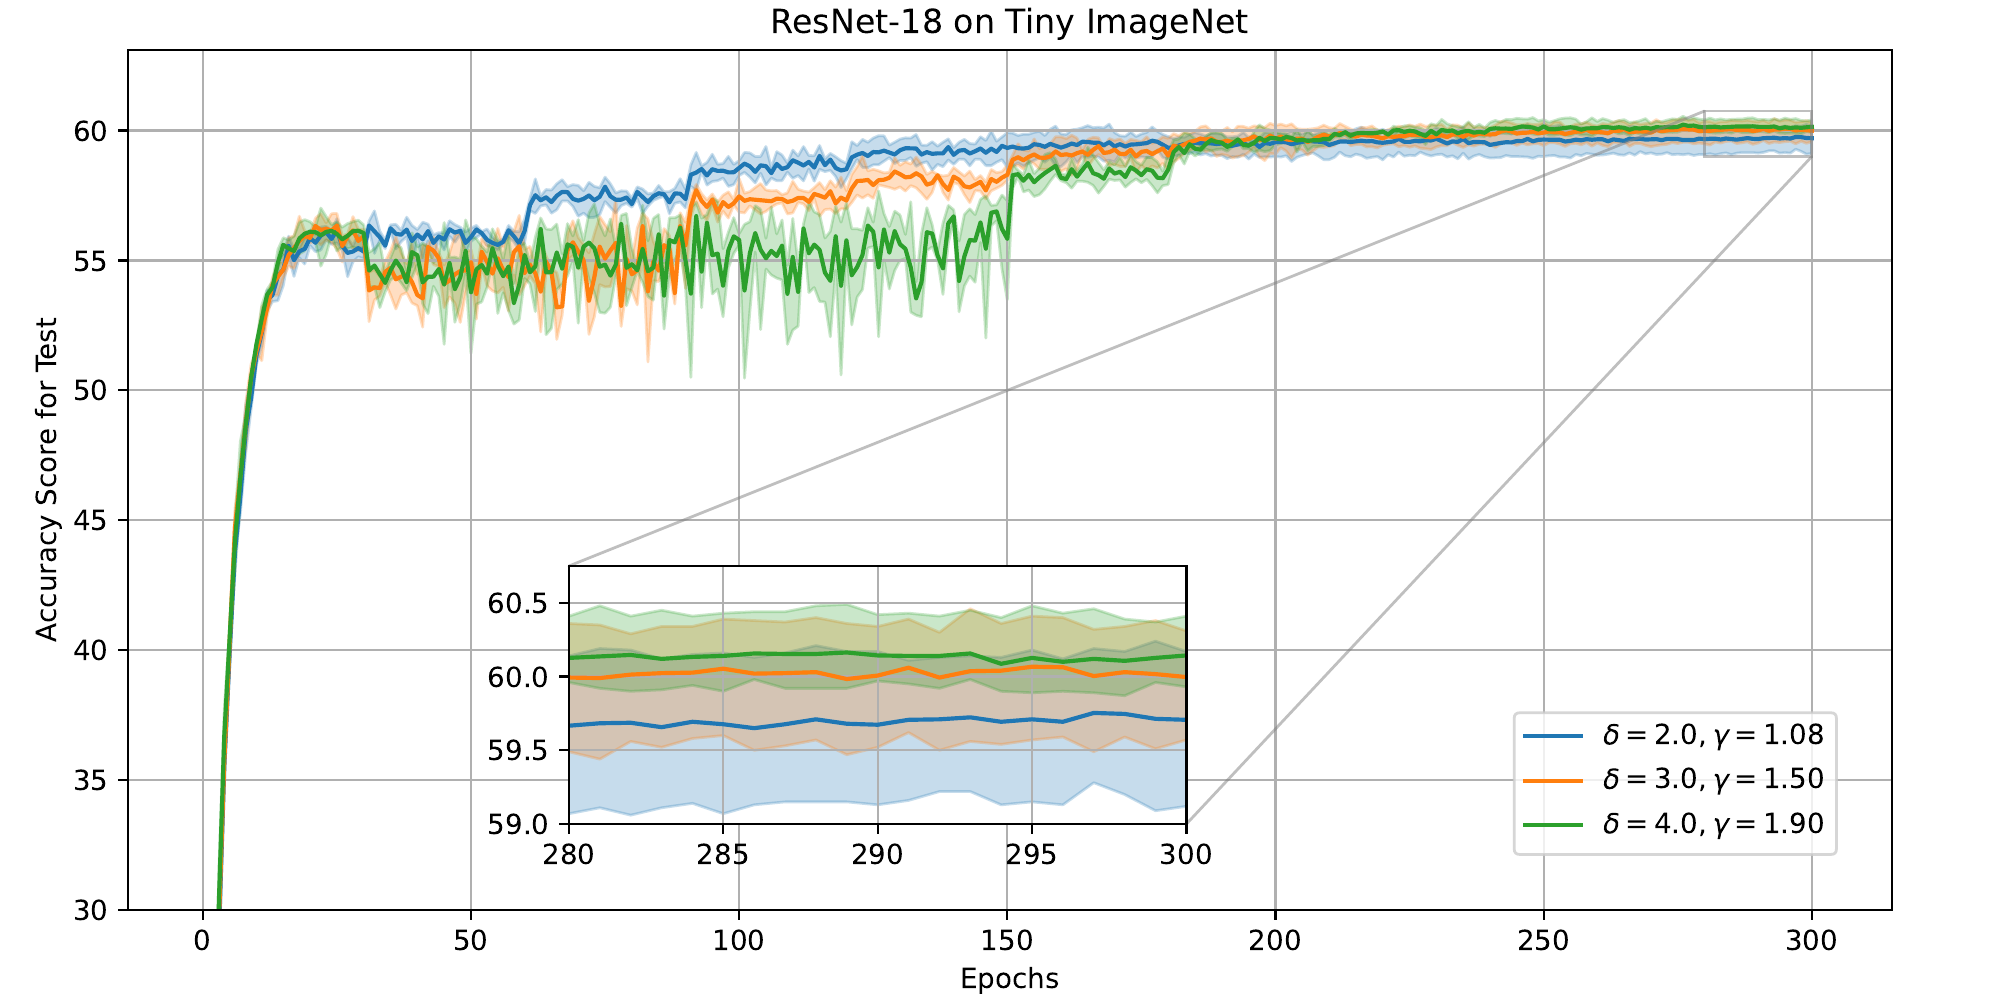 ResNet-18 on Tiny ImageNet
Accuracy Score for Test
60
55
50
45
40
35
30
60.5
60.0
59.5
59.0
280 285 290 295 300
δ = 2.0, γ = 1.08
δ = 3.0, γ = 1.50
δ = 4.0, γ = 1.90
0 50 100 150 200 250 300
Epochs